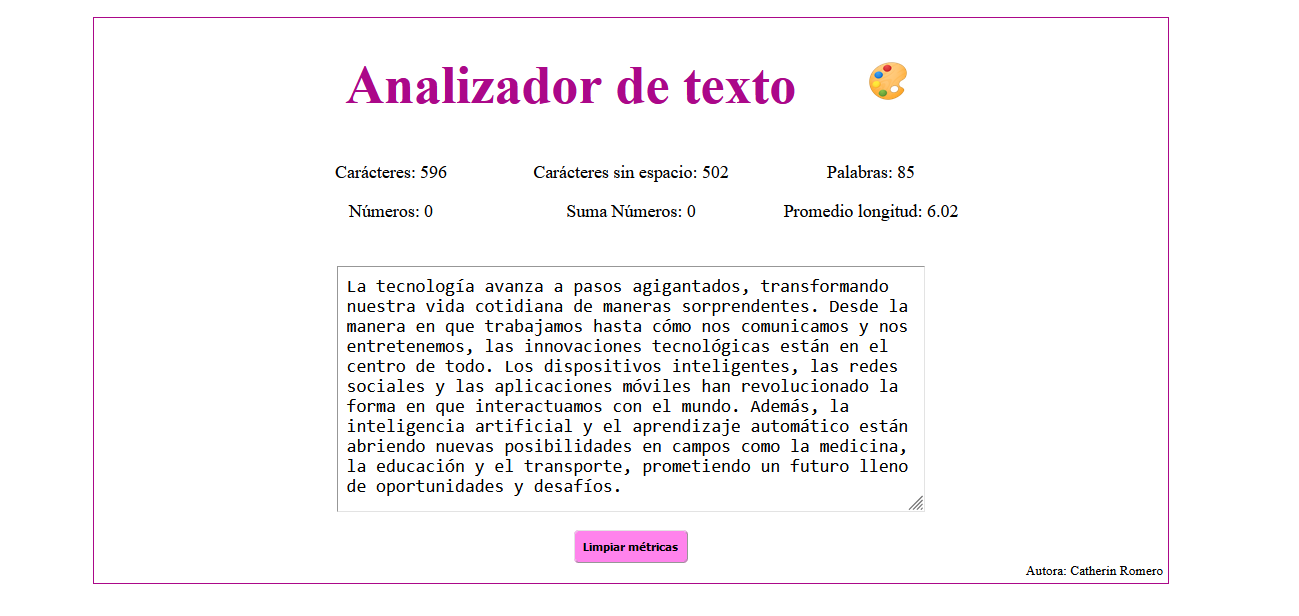 Analizador de texto
Carácteres: 596 Carácteres sin espacio: 502 Palabras: 85
Números: 0 Suma Números: 0 Promedio longitud: 6.02
La tecnología avanza a pasos agigantados, transformando
nuestra vida cotidiana de maneras sorprendentes. Desde la
manera en que trabajamos hasta cómo nos comunicamos y nos
entretenemos, las innovaciones tecnológicas están en el
centro de todo. Los dispositivos inteligentes, las redes
sociales y las aplicaciones móviles han revolucionado la
forma en que interactuamos con el mundo. Además, la
inteligencia artificial y el aprendizaje automático están
abriendo nuevas posibilidades en campos como la medicina,
la educación y el transporte, prometiendo un futuro lleno
de oportunidades y desafíos.
Limpiar métricas
Autora: Catherin Romero